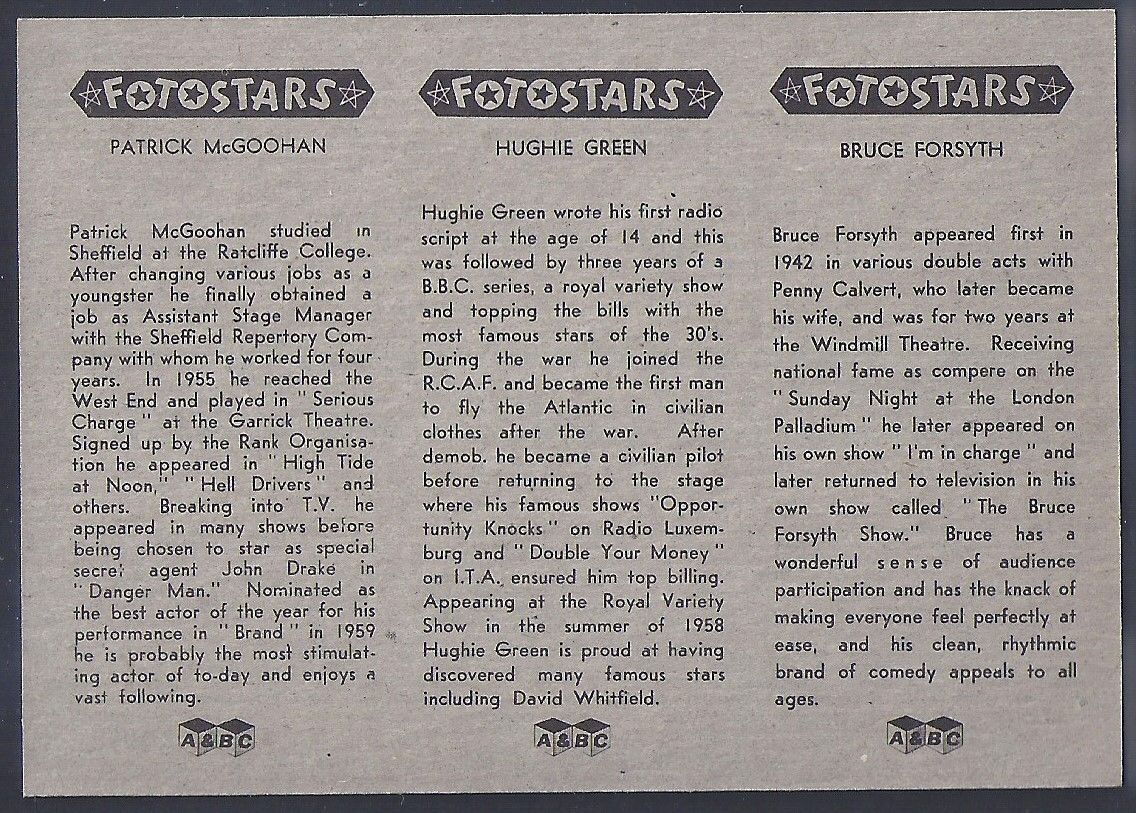 FOTOSTARS
PATRICK McGOOHAN
Patrick McGoohan studied in
Sheffield at the Ratcliffe College.
After changing various jobs as a
youngster he finally obtained a
job as Assistant Stage Manager
with the Sheffield Repertory Com-
pany with whom he worked for four
years. In 1955 he reached the
West End and played in "Serious
Charge" at the Garrick Theatre.
Signed up by the Rank Organisa-
tion he appeared in "High Tide
at Noon," "Hell Drivers" and
others. Breaking into T.V. he
appeared in many shows before
being chosen to star as special
secret agent John Drake in
"Danger Man." Nominated as
the best actor of the year for his
performance in "Brand" in 1959
he is probably the most stimulat-
ing actor of to-day and enjoys a
vast following.
A&BC
FOTOSTARS
HUGHIE GREEN
Hughie Green wrote his first radio
script at the age of 14 and this
was followed by three years of a
B.B.C. series, a royal variety show
and topping the bills with the
most famous stars of the 30's.
During the war he joined the
R.C.A.F. and became the first man
to fly the Atlantic in civilian
clothes after the war. After
demob. he became a civilian pilot
before returning to the stage
where his famous shows "Oppor-
tunity Knocks" on Radio Luxem-
burg and "Double Your Money"
on I.T.A. ensured him top billing.
Appearing at the Royal Variety
Show in the summer of 1958
Hughie Green is proud at having
discovered many famous stars
including David Whitfield.
A&BC
FOTOSTARS
BRUCE FORSYTH
Bruce Forsyth appeared first in
1942 in various double acts with
Penny Calvert, who later became
his wife, and was for two years at
the Windmill Theatre. Receiving
national fame as compere on the
"Sunday Night at the London
Palladium" he later appeared on
his own show "I'm in charge" and
later returned to television in his
own show called "The Bruce
Forsyth Show." Bruce has a
wonderful sense of audience
participation and has the knack of
making everyone feel perfectly at
ease, and his clean, rhythmic
brand of comedy appeals to all
ages.
A&BC